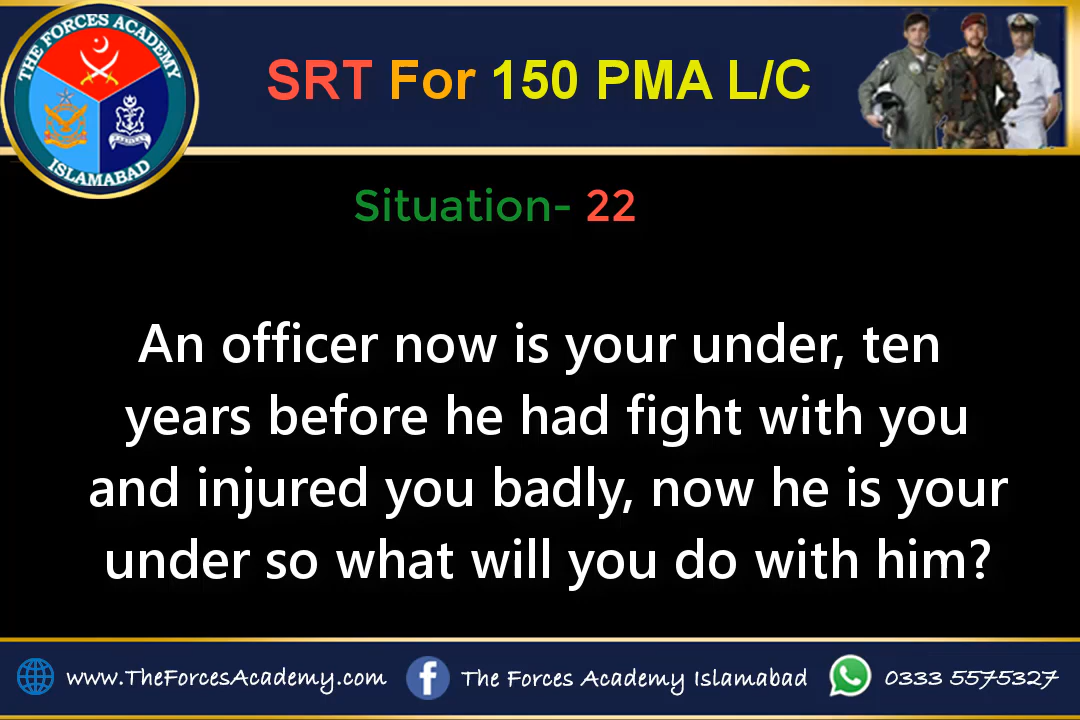 THE FORCES ACADEMY
ISLAMABAD
SRT For 150 PMA L/C
Situation- 22
An officer now is your under, ten
years before he had fight with you
and injured you badly, now he is your
under so what will you do with him?
www.TheForcesAcademy.com The Forces Academy Islamabad 0333 5575327